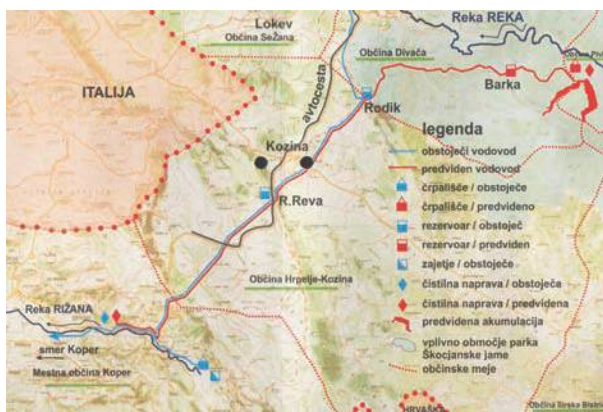 Lokev
Občina SeŽana
Reka REKA
Občina Divača
Barka
ITALIJA
avtocesta
Rodik
Kozina
R.Reva
legenda
obstoječi vodovod
predviden vodovod
črpališče / obstoječe
črpališče / predvideno
rezervoar / obstoječ
rezervoar / predviden
zajetje / obstoječe
čistilna naprava / obstoječa
čistilna naprava / predvidena
predvidena akumulacija
vplivno območje parka
Škocjanske jame
občinske meje
Občina Hrpelje-Kozina
Reka RIŽANA
smer Koper
Mestna občina Koper
HRVAŠKA
Občina Ilirska Bistrica